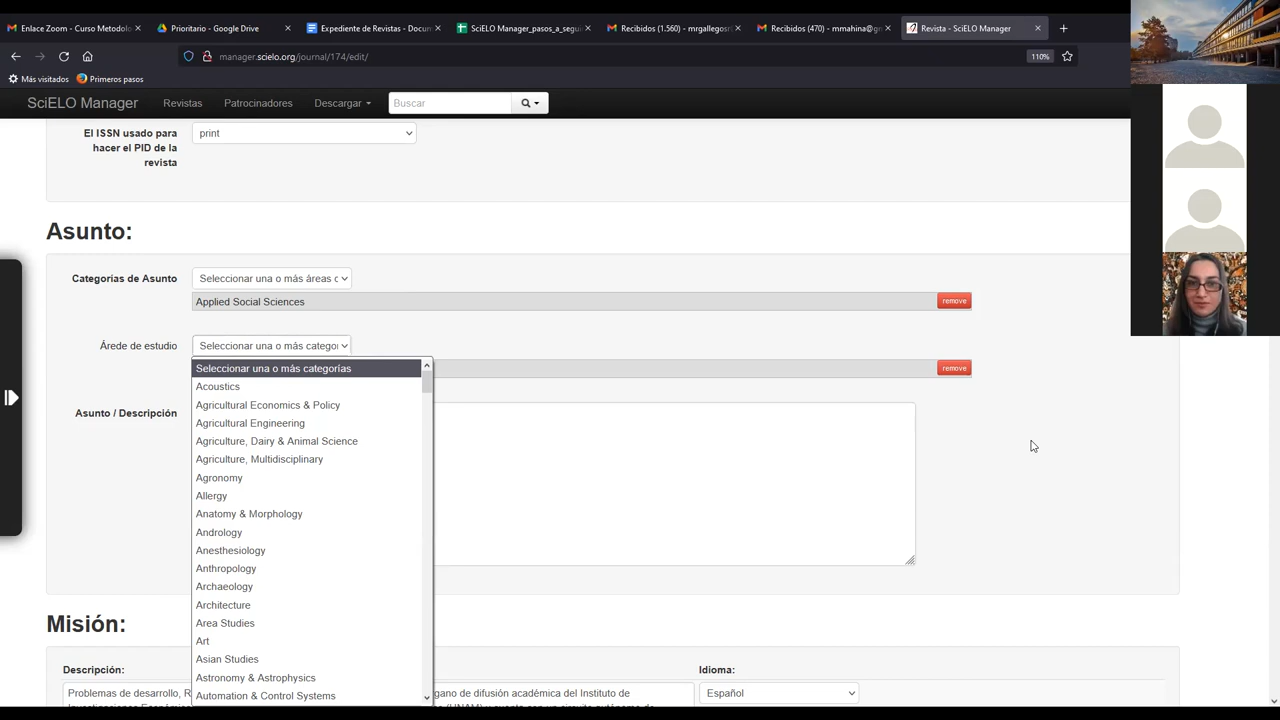 Enlace Zoom - Curso Metodolo
Prioritario - Google Drive
Expediente de Revistas - Docum
SciELO Manager_pasos_a_segui
Recibidos (1.560) - mrgallegosr
Recibidos (470) - mmahina@gr
Revista - SciELO Manager
manager.scielo.org/journal/174/edit/
110%
Más visitados
Primeros pasos
SciELO Manager
Revistas
Patrocinadores
Descargar
Buscar
El ISSN usado para
hacer el PID de la
revista
print
Asunto:
Categorias de Asunto
Seleccionar una o más áreas c
Applied Social Sciences
remove
Árede de estudio
Seleccionar una o más categor
Seleccionar una o más categorías
remove
Acoustics
Agricultural Economics & Policy
Asunto / Descripción
Agricultural Engineering
Agriculture, Dairy & Animal Science
Agriculture, Multidisciplinary
Agronomy
Allergy
Anatomy & Morphology
Andrology
Anesthesiology
Anthropology
Archaeology
Architecture
Area Studies
Art
Asian Studies
Astronomy & Astrophysics
Automation & Control Systems
Misión:
Descripción:
Idioma:
Problemas de desarrollo, R
gano de difusión académica del Instituto de
Español